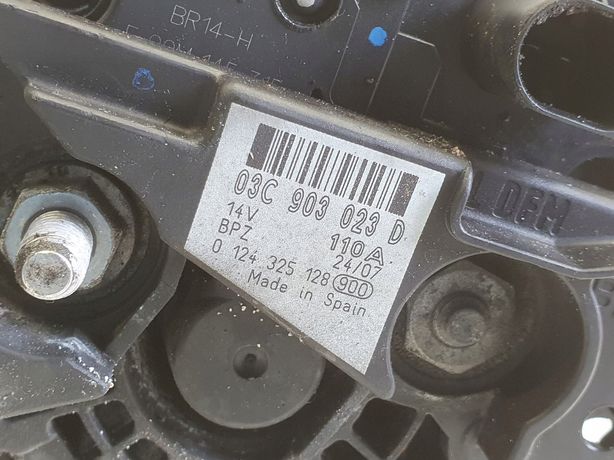 BR14-H
03C 903 023 D
14V 110A
BPZ 24/07
0 124 325 128 900
Made in Spain
OEM